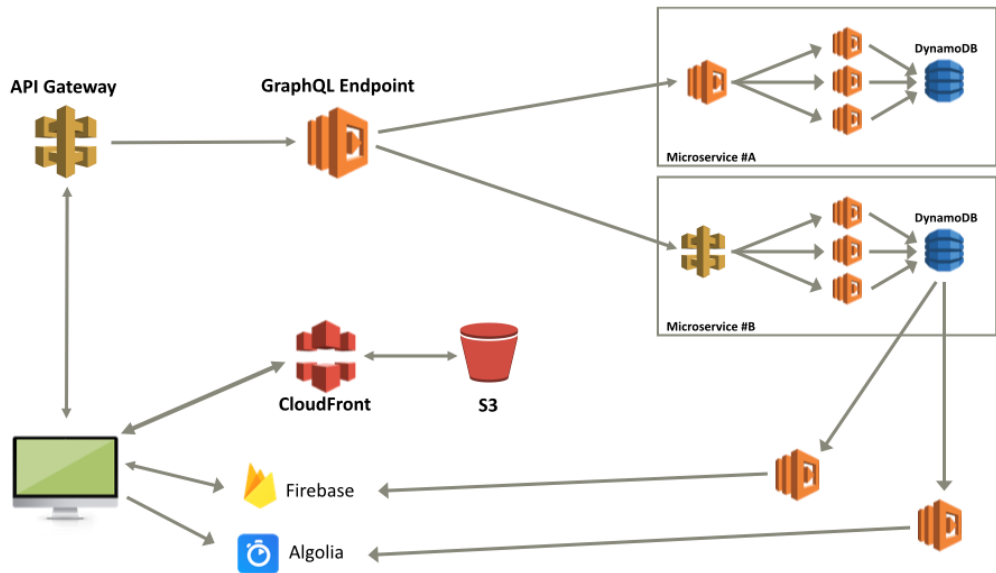 DynamoDB
API Gateway
GraphQL Endpoint
Microservice #A
DynamoDB
Microservice #B
CloudFront
S3
Firebase
Algolia